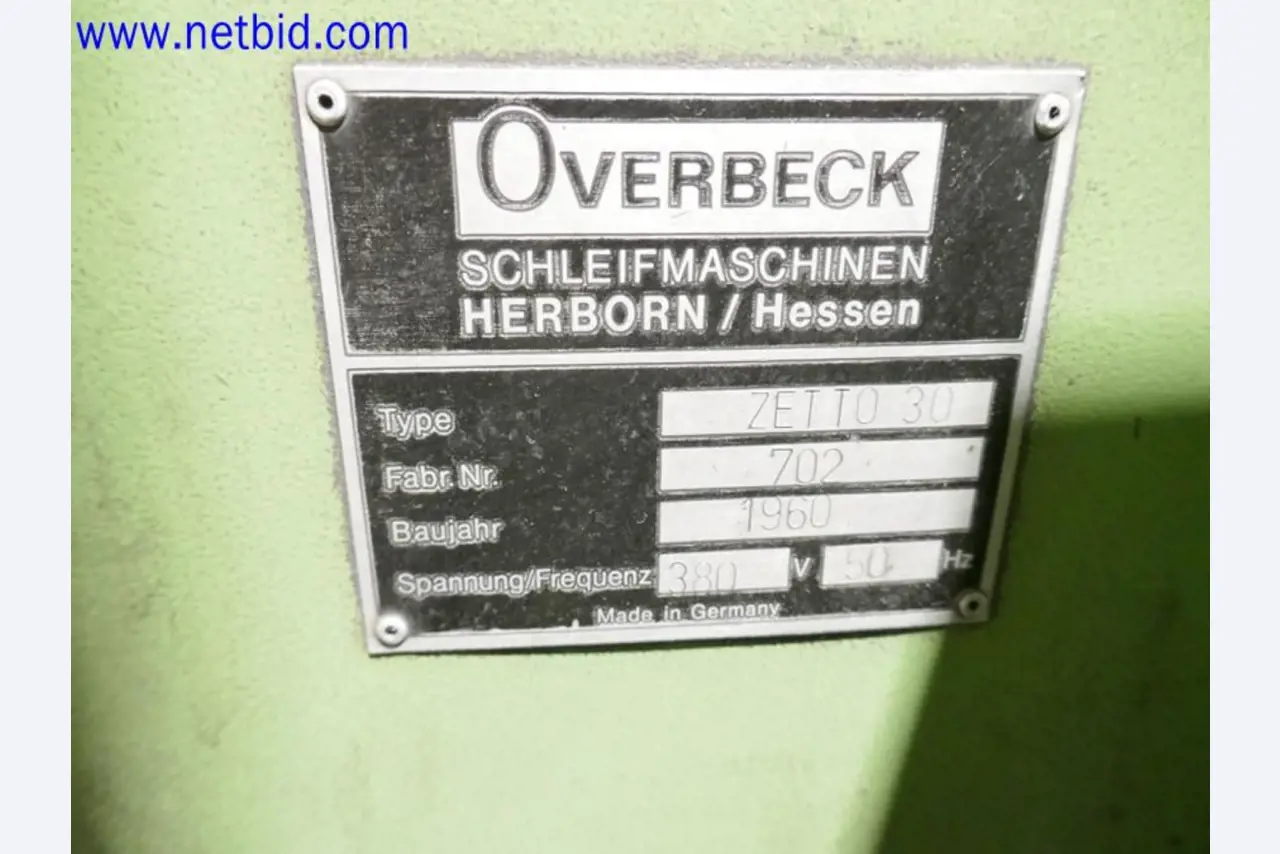 www.netbid.com
OVERBECK
SCHLEIFMASCHINEN
HERBORN / Hessen
Type ZETTO 30
Fabr. Nr. 702
Baujahr 1960
Spannung/Frequenz 380 V 50 Hz
Made in Germany